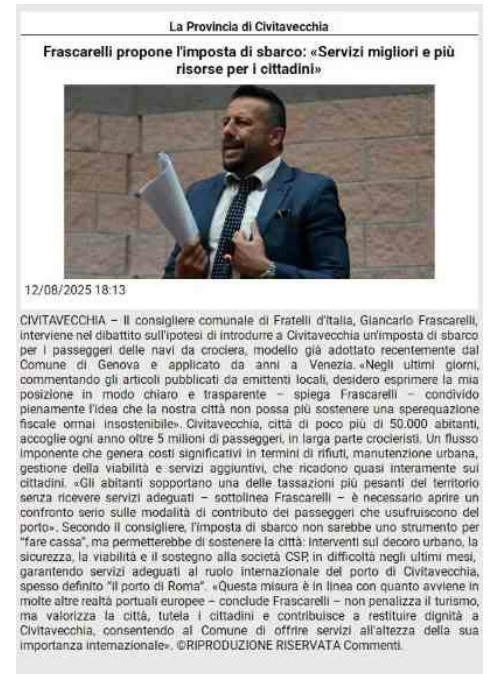 La Provincia di Civitavecchia
Frascarelli propone l'imposta di sbarco: «Servizi migliori e più
risorse per i cittadini»
12/08/2025 18:13
CIVITAVECCHIA – Il consigliere comunale di Fratelli d'Italia, Giancarlo Frascarelli,
interviene nel dibattito sull'ipotesi di introdurre a Civitavecchia un'imposta di sbarco
per i passeggeri delle navi da crociera, modello già adottato recentemente dal
Comune di Genova e applicato da anni a Venezia. «Negli ultimi giorni,
commentando gli articoli pubblicati da emittenti locali, desidero esprimere la mia
posizione in modo chiaro e trasparente – spiega Frascarelli – condivido
pienamente l'idea che la nostra città non possa più sostenere una sperequazione
fiscale ormai insostenibile». Civitavecchia, città di poco più di 50.000 abitanti,
accoglie ogni anno oltre 5 milioni di passeggeri, in larga parte crocieristi. Un flusso
imponente che genera costi significativi in termini di rifiuti, manutenzione urbana,
gestione della viabilità e servizi aggiuntivi, che ricadono quasi interamente sui
cittadini. «Gli abitanti sopportano una delle tassazioni più pesanti del territorio
senza ricevere servizi adeguati – sottolinea Frascarelli – è necessario aprire un
confronto serio sulle modalità di contributo dei passeggeri che usufruiscono del
porto». Secondo il consigliere, l'imposta di sbarco non sarebbe uno strumento per
"fare cassa", ma permetterebbe di sostenere la città: interventi sul decoro urbano, la
sicurezza, la viabilità e il sostegno alla società CSP, in difficoltà negli ultimi mesi,
garantendo servizi adeguati al ruolo internazionale del porto di Civitavecchia,
spesso definito "il porto di Roma". «Questa misura è in linea con quanto avviene in
molte altre realtà portuali europee – conclude Frascarelli – non penalizza il turismo,
ma valorizza la città, tutela i cittadini e contribuisce a restituire dignità a
Civitavecchia, consentendo al Comune di offrire servizi all'altezza della sua
importanza internazionale». ©RIPRODUZIONE RISERVATA Commenti.